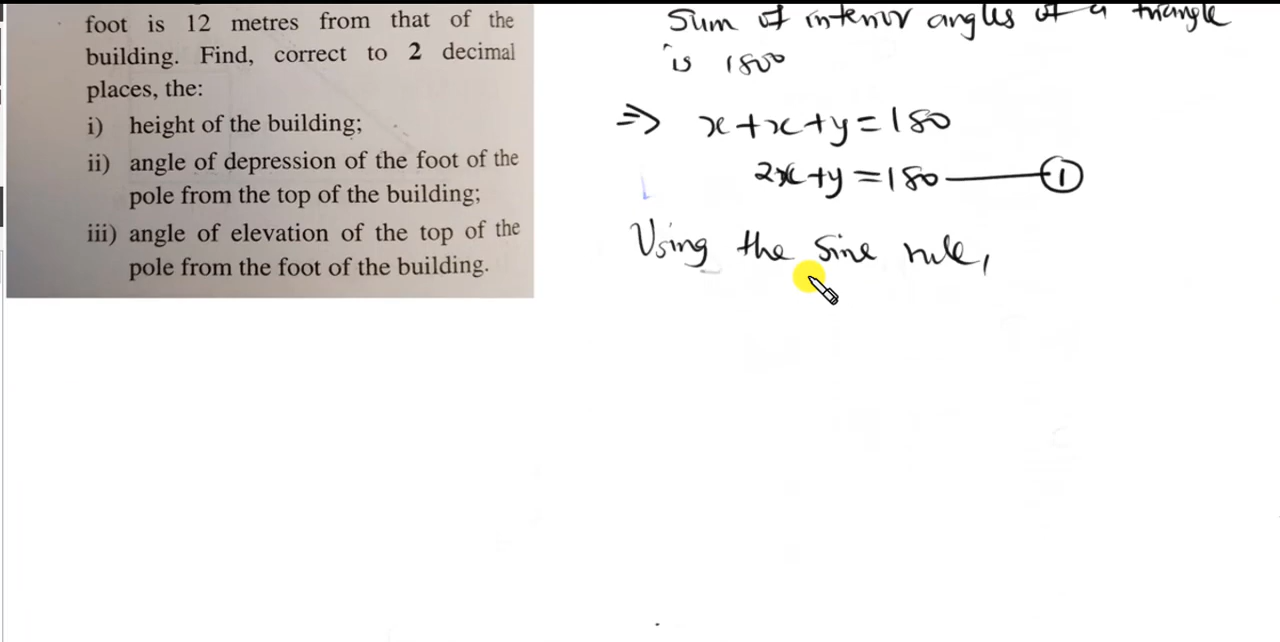 foot is 12 metres from that of the
building. Find, correct to 2 decimal
places, the:
i) height of the building;
ii) angle of depression of the foot of the
pole from the top of the building;
iii) angle of elevation of the top of the
pole from the foot of the building.
Sum of interior angles of a triangle
is 180°
⇒ x+x+y=180
2x+y=180 ——— ①
Using the sine rule,